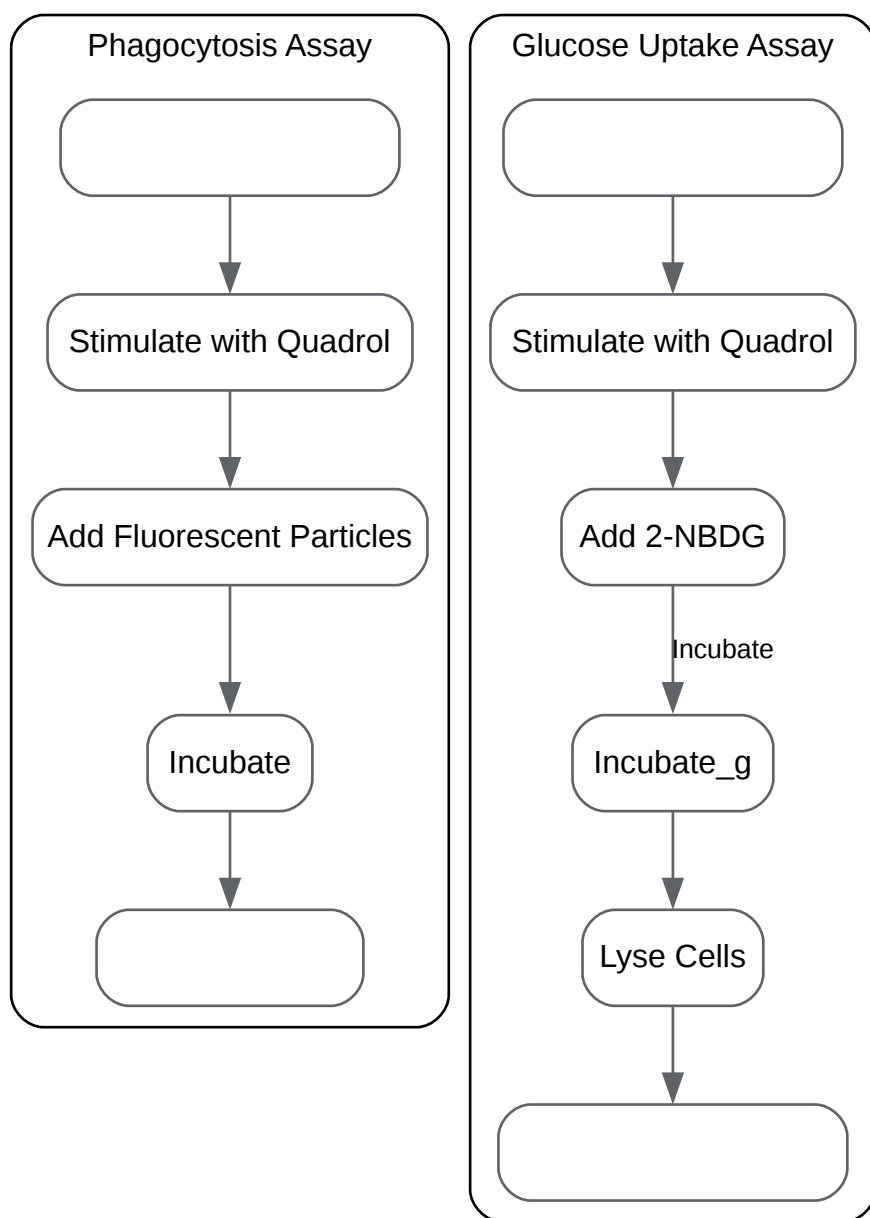 Phagocytosis Assay
Stimulate with Quadrol
Add Fluorescent Particles
Incubate
Glucose Uptake Assay
Stimulate with Quadrol
Add 2-NBDG
Incubate
Incubate_g
Lyse Cells